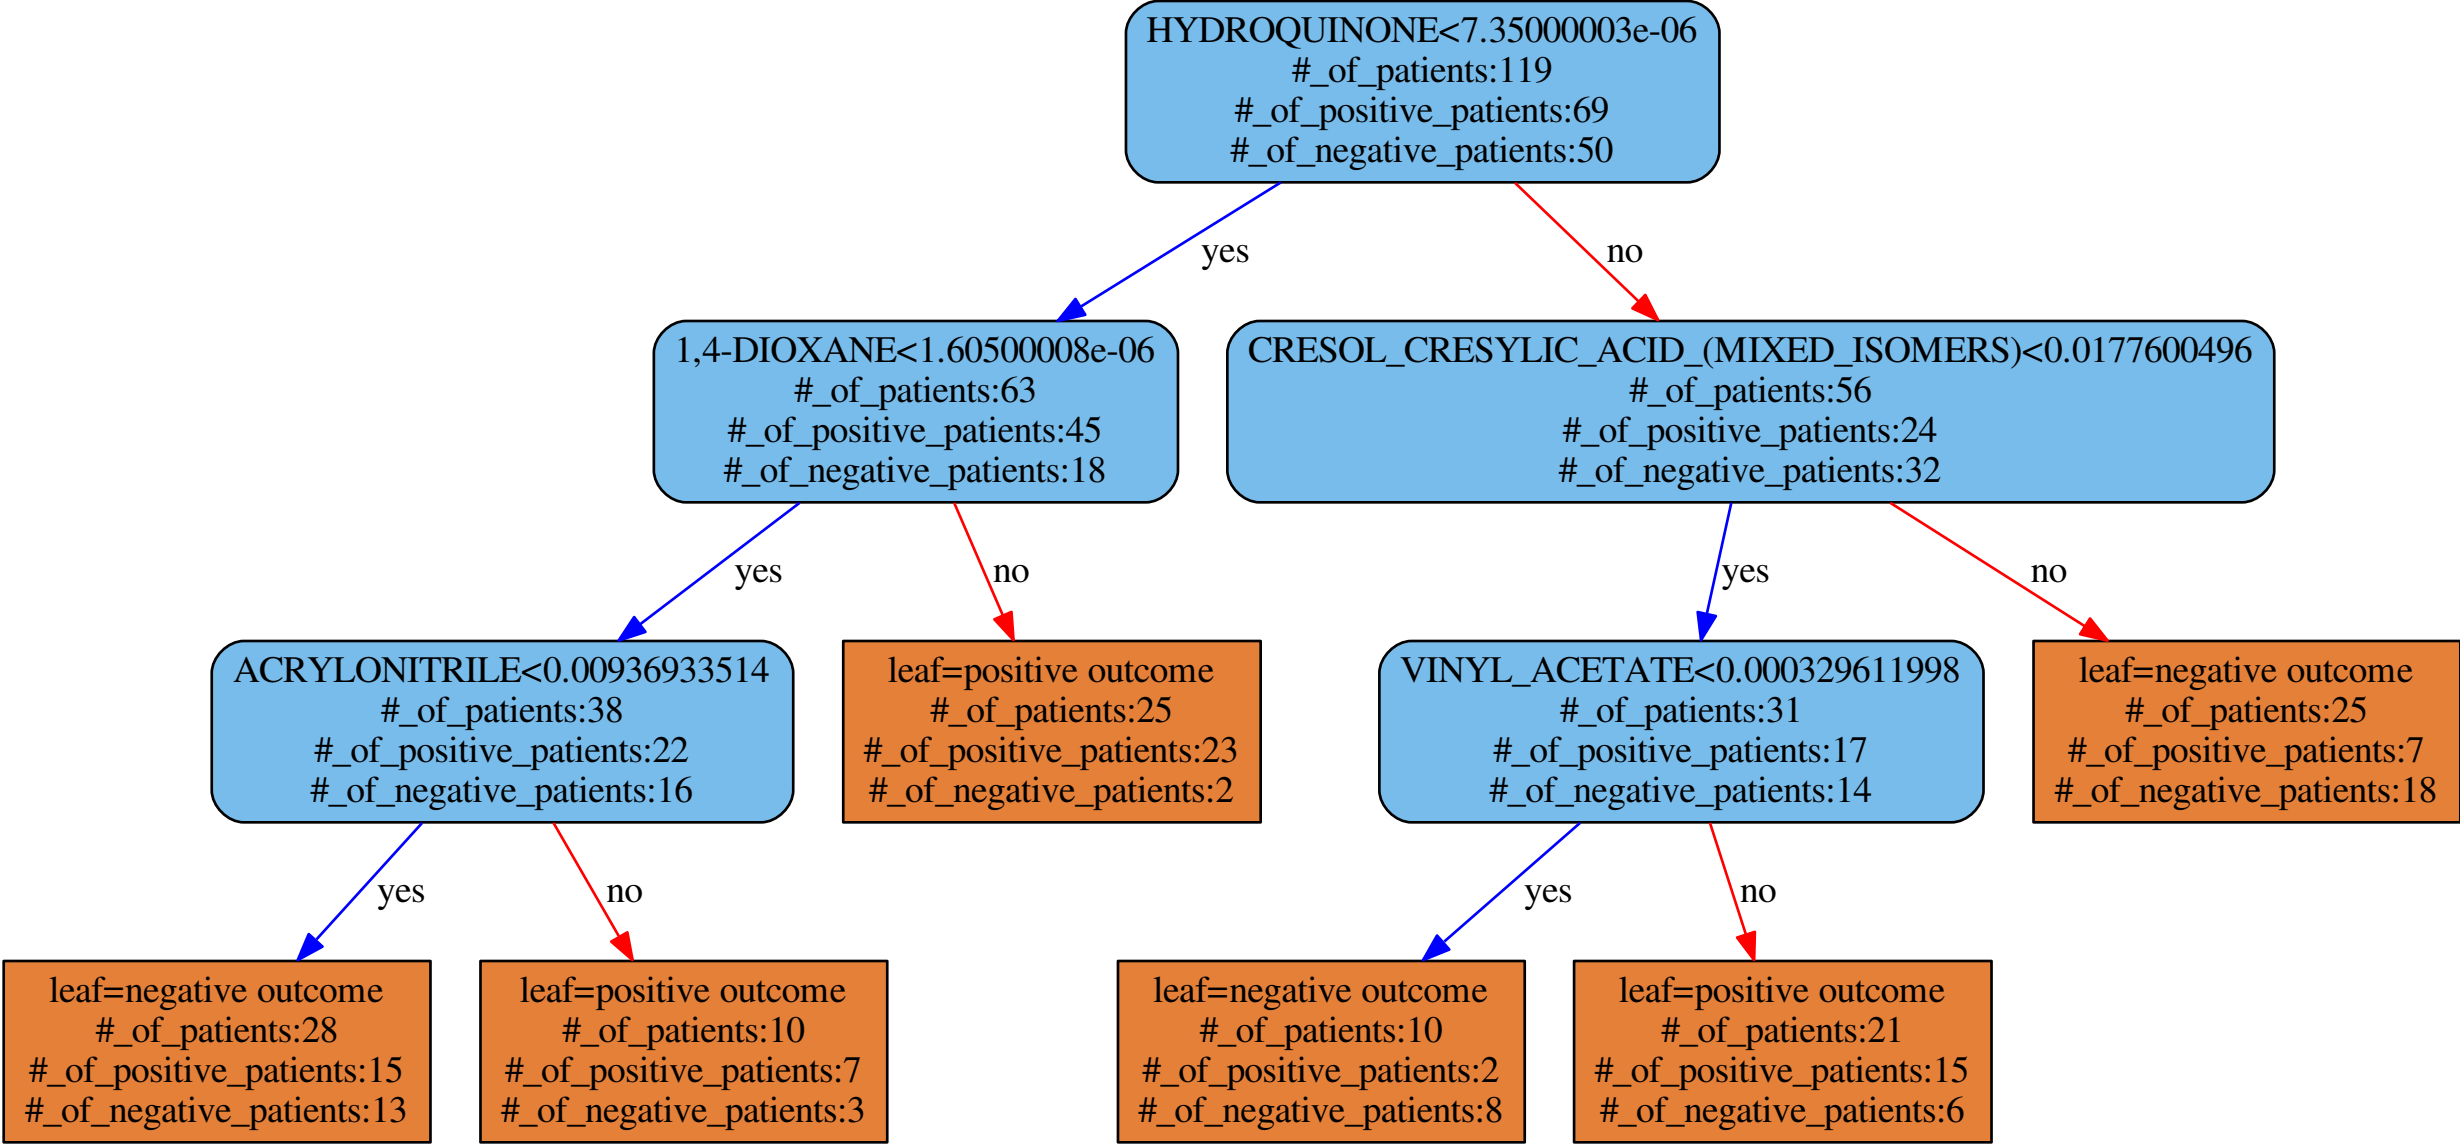 HYDROQUINONE<7.35000003e-06
#_of_patients:119
#_of_positive_patients:69
#_of_negative_patients:50
yes
no
1,4-DIOXANE<1.60500008e-06
#_of_patients:63
#_of_positive_patients:45
#_of_negative_patients:18
CRESOL_CRESYLIC_ACID_(MIXED_ISOMERS)<0.0177600496
#_of_patients:56
#_of_positive_patients:24
#_of_negative_patients:32
yes
no
yes
no
ACRYLONITRILE<0.00936933514
#_of_patients:38
#_of_positive_patients:22
#_of_negative_patients:16
leaf=positive outcome
#_of_patients:25
#_of_positive_patients:23
#_of_negative_patients:2
VINYL_ACETATE<0.000329611998
#_of_patients:31
#_of_positive_patients:17
#_of_negative_patients:14
leaf=negative outcome
#_of_patients:25
#_of_positive_patients:7
#_of_negative_patients:18
yes
no
yes
no
leaf=negative outcome
#_of_patients:28
#_of_positive_patients:15
#_of_negative_patients:13
leaf=positive outcome
#_of_patients:10
#_of_positive_patients:7
#_of_negative_patients:3
leaf=negative outcome
#_of_patients:10
#_of_positive_patients:2
#_of_negative_patients:8
leaf=positive outcome
#_of_patients:21
#_of_positive_patients:15
#_of_negative_patients:6